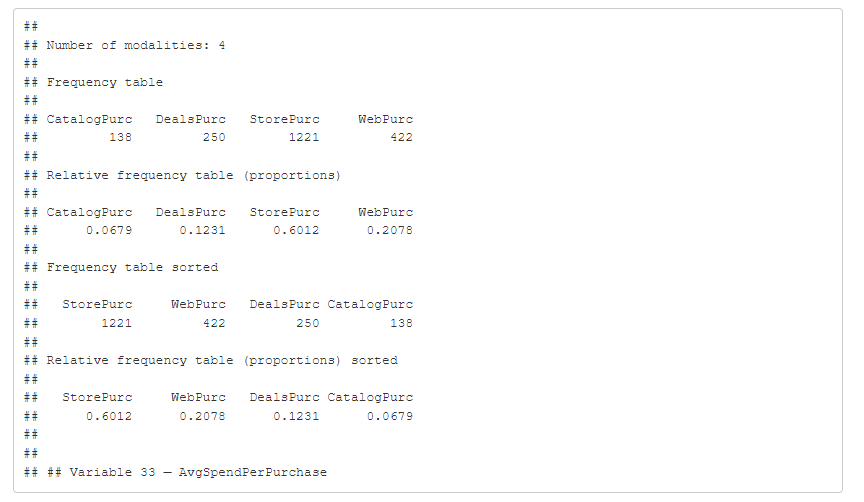 ##
## Number of modalities: 4
##
## Frequency table
##
## CatalogPurc   DealsPurc   StorePurc     WebPurc
##         138         250        1221         422
##
## Relative frequency table (proportions)
##
## CatalogPurc   DealsPurc   StorePurc     WebPurc
##      0.0679      0.1231      0.6012      0.2078
##
## Frequency table sorted
##
##   StorePurc     WebPurc   DealsPurc CatalogPurc
##        1221         422         250         138
##
## Relative frequency table (proportions) sorted
##
##   StorePurc     WebPurc   DealsPurc CatalogPurc
##      0.6012      0.2078      0.1231      0.0679
##
##
## ## Variable 33 — AvgSpendPerPurchase